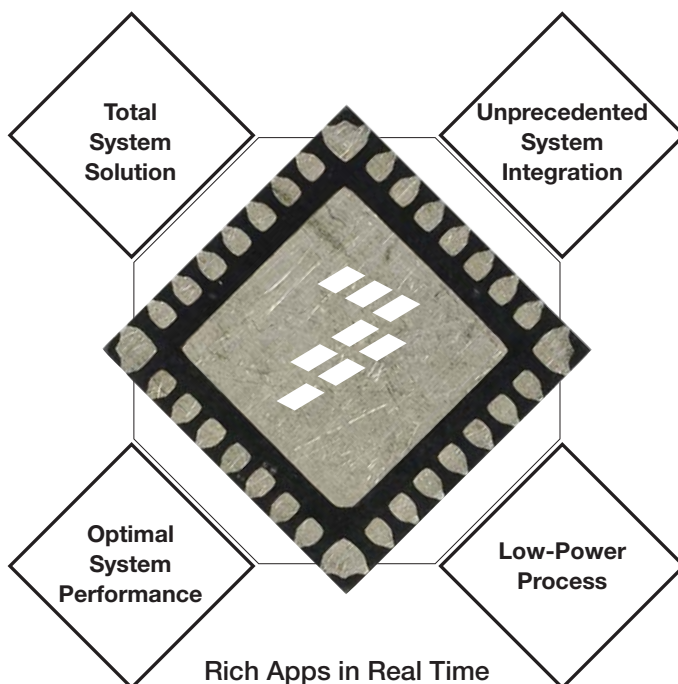 Total
System
Solution
Unprecedented
System
Integration
Optimal
System
Performance
Low-Power
Process
Rich Apps in Real Time